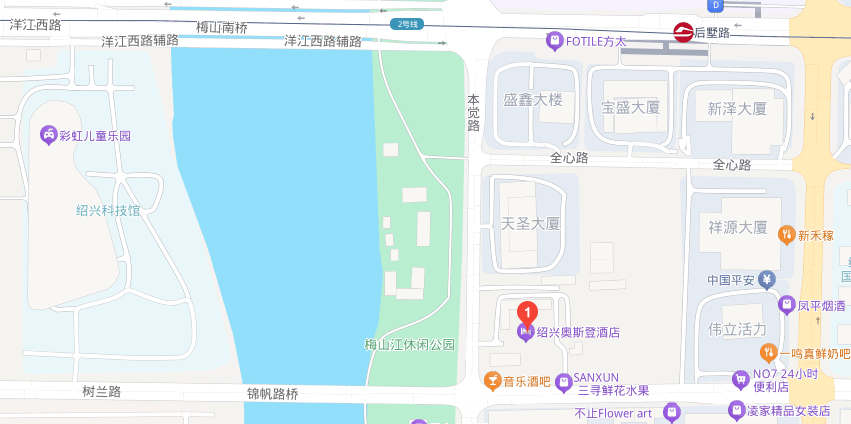 洋江西路
梅山南桥
2号线
D
后墅路
洋江西路辅路
洋江西路辅路
FOTILE方太
盛鑫大楼
宝盛大厦
新泽大厦
本觉路
彩虹儿童乐园
全心路
全心路
绍兴科技馆
天圣大厦
祥源大厦
新禾稼
中国平安
凤平烟酒
1
绍兴奥斯登酒店
伟立活力
梅山江休闲公园
一鸣真鲜奶吧
音乐酒吧
SANXUN
三寻鲜花水果
NO7 24小时
便利店
树兰路
锦帆路桥
不止Flower art
凌家精品女装店